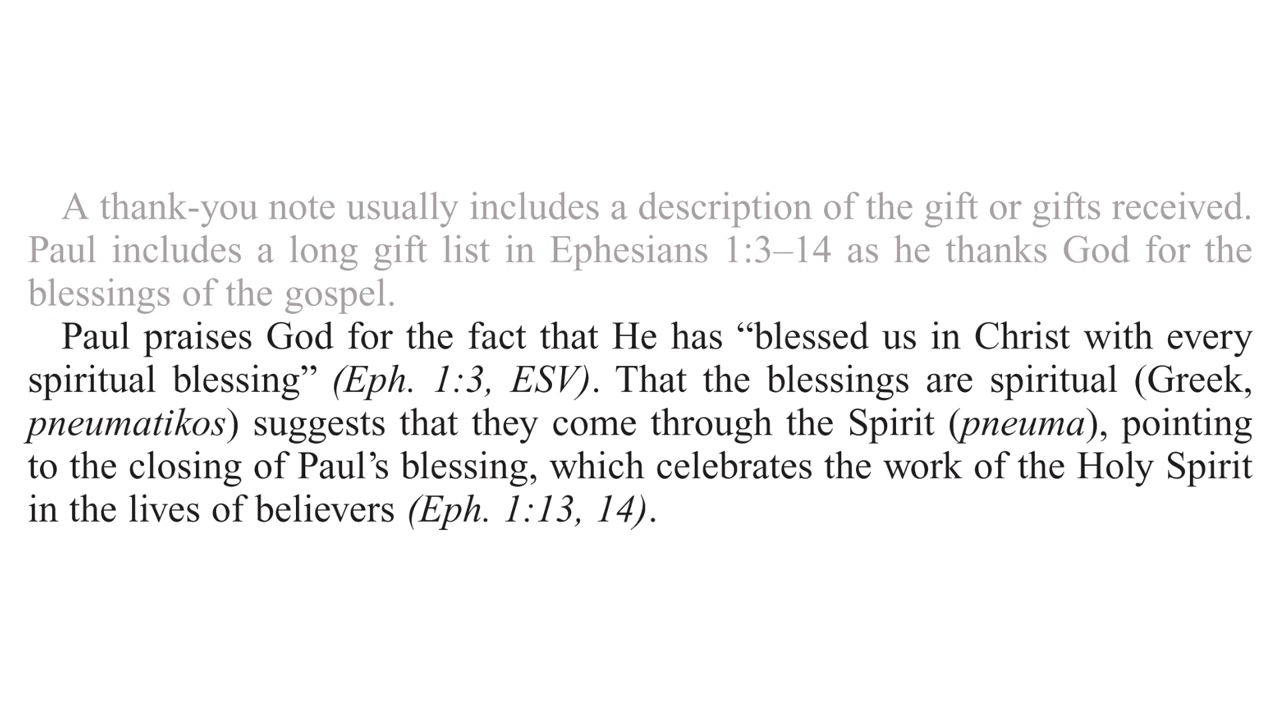 A thank-you note usually includes a description of the gift or gifts received.
Paul includes a long gift list in Ephesians 1:3–14 as he thanks God for the
blessings of the gospel.
Paul praises God for the fact that He has “blessed us in Christ with every
spiritual blessing” (Eph. 1:3, ESV). That the blessings are spiritual (Greek,
pneumatikos) suggests that they come through the Spirit (pneuma), pointing
to the closing of Paul’s blessing, which celebrates the work of the Holy Spirit
in the lives of believers (Eph. 1:13, 14).